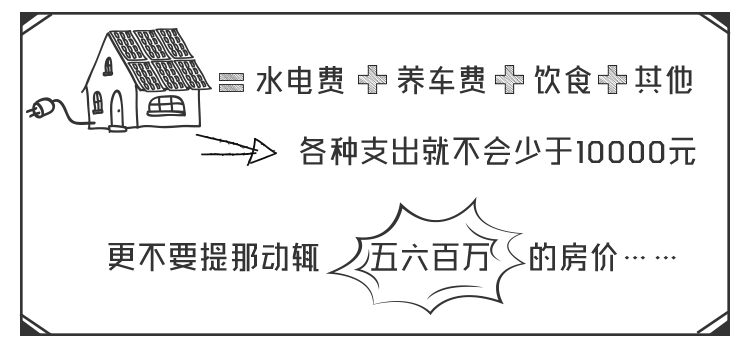 = 水电费 + 养车费 + 饮食 + 其他
各种支出就不会少于10000元
更不要提那动辄五六百万的房价……